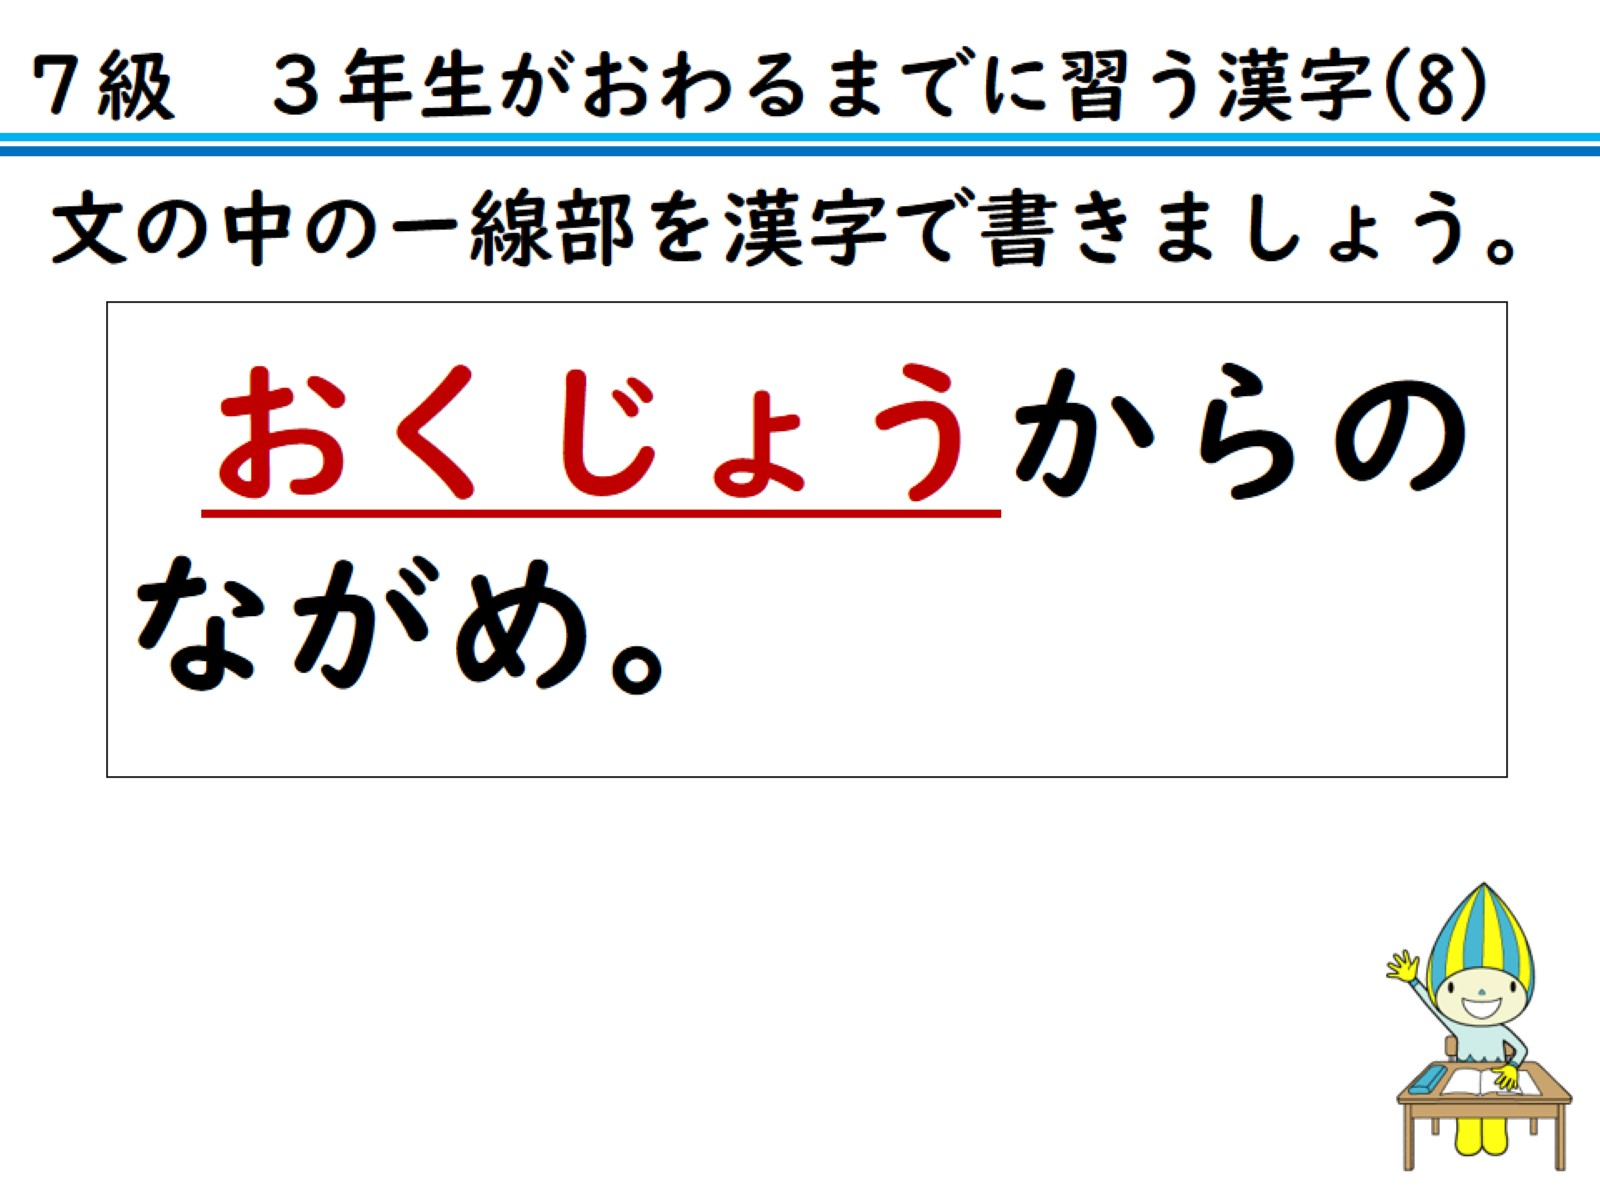 ７級　３年生がおわるまでに習う漢字(8)
文の中の一線部を漢字で書きましょう。
おくじょうからの
ながめ。